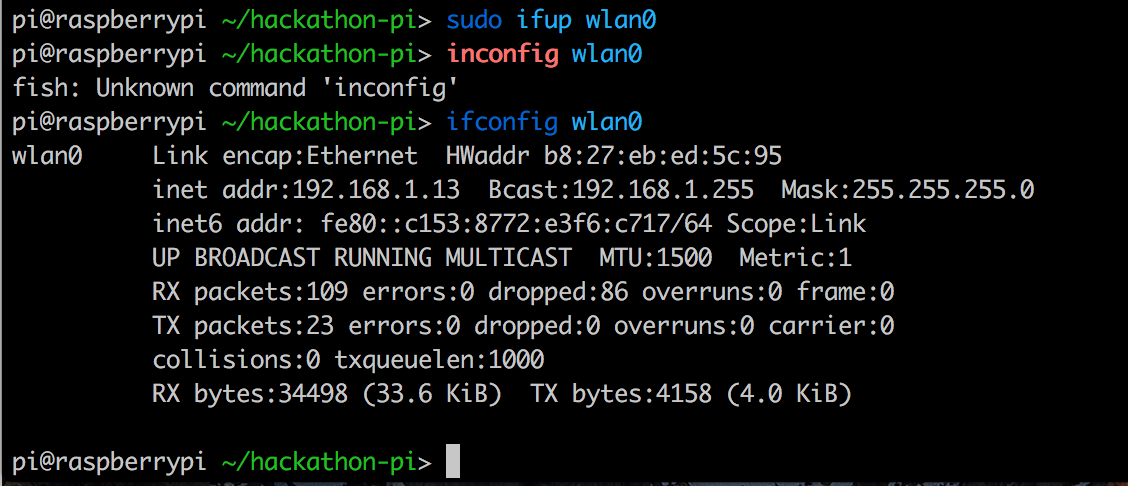 pi@raspberrypi ~/hackathon-pi> sudo ifup wlan0
pi@raspberrypi ~/hackathon-pi> inconfig wlan0
fish: Unknown command 'inconfig'
pi@raspberrypi ~/hackathon-pi> ifconfig wlan0
wlan0     Link encap:Ethernet  HWaddr b8:27:eb:ed:5c:95
          inet addr:192.168.1.13  Bcast:192.168.1.255  Mask:255.255.255.0
          inet6 addr: fe80::c153:8772:e3f6:c717/64 Scope:Link
          UP BROADCAST RUNNING MULTICAST  MTU:1500  Metric:1
          RX packets:109 errors:0 dropped:86 overruns:0 frame:0
          TX packets:23 errors:0 dropped:0 overruns:0 carrier:0
          collisions:0 txqueuelen:1000
          RX bytes:34498 (33.6 KiB)  TX bytes:4158 (4.0 KiB)
pi@raspberrypi ~/hackathon-pi>